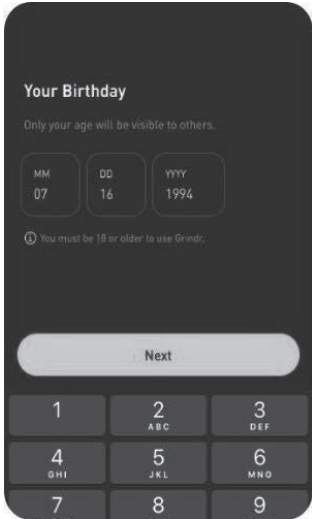 Your Birthday
Only your age will be visible to others.
MM DD YYYY
07 16 1994
You must be 18 or older to use Grindr.
Next
1 2 3
ABC DEF
4 5 6
GHI JKL MNO
7 8 9